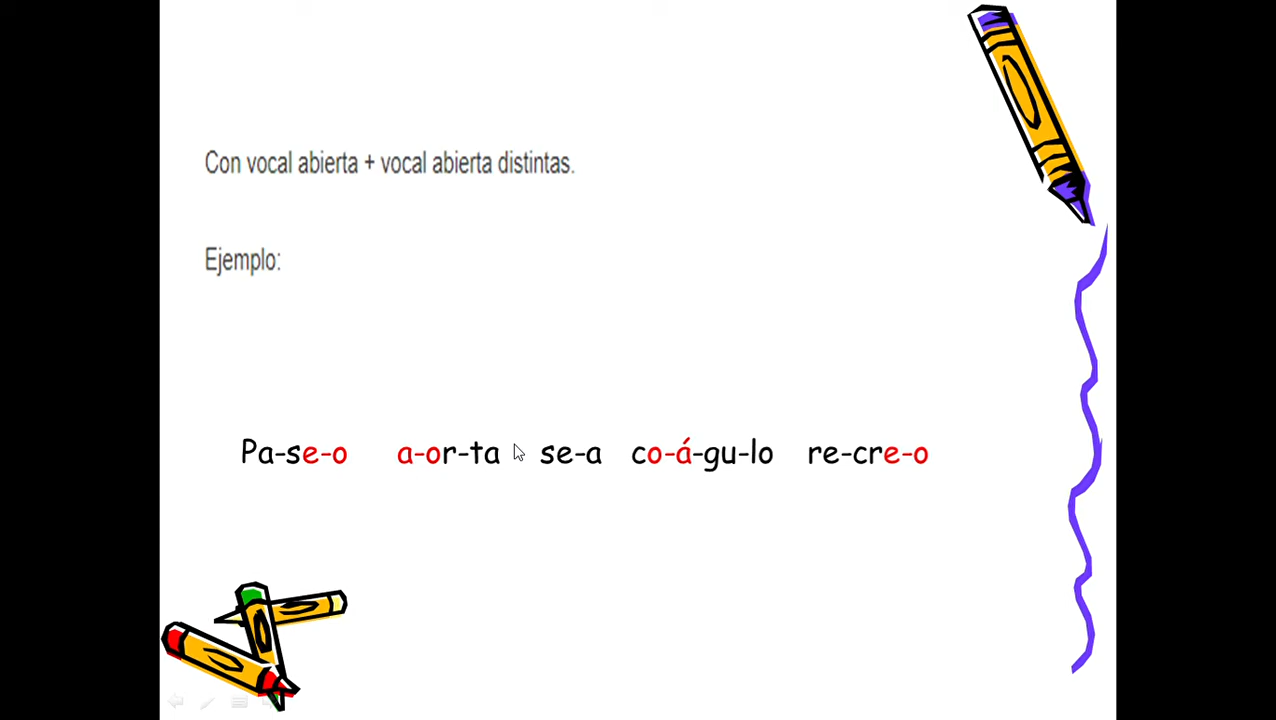 Con vocal abierta + vocal abierta distintas.
Ejemplo:
Pa-se-o a-or-ta se-a co-á-gu-lo re-cre-o